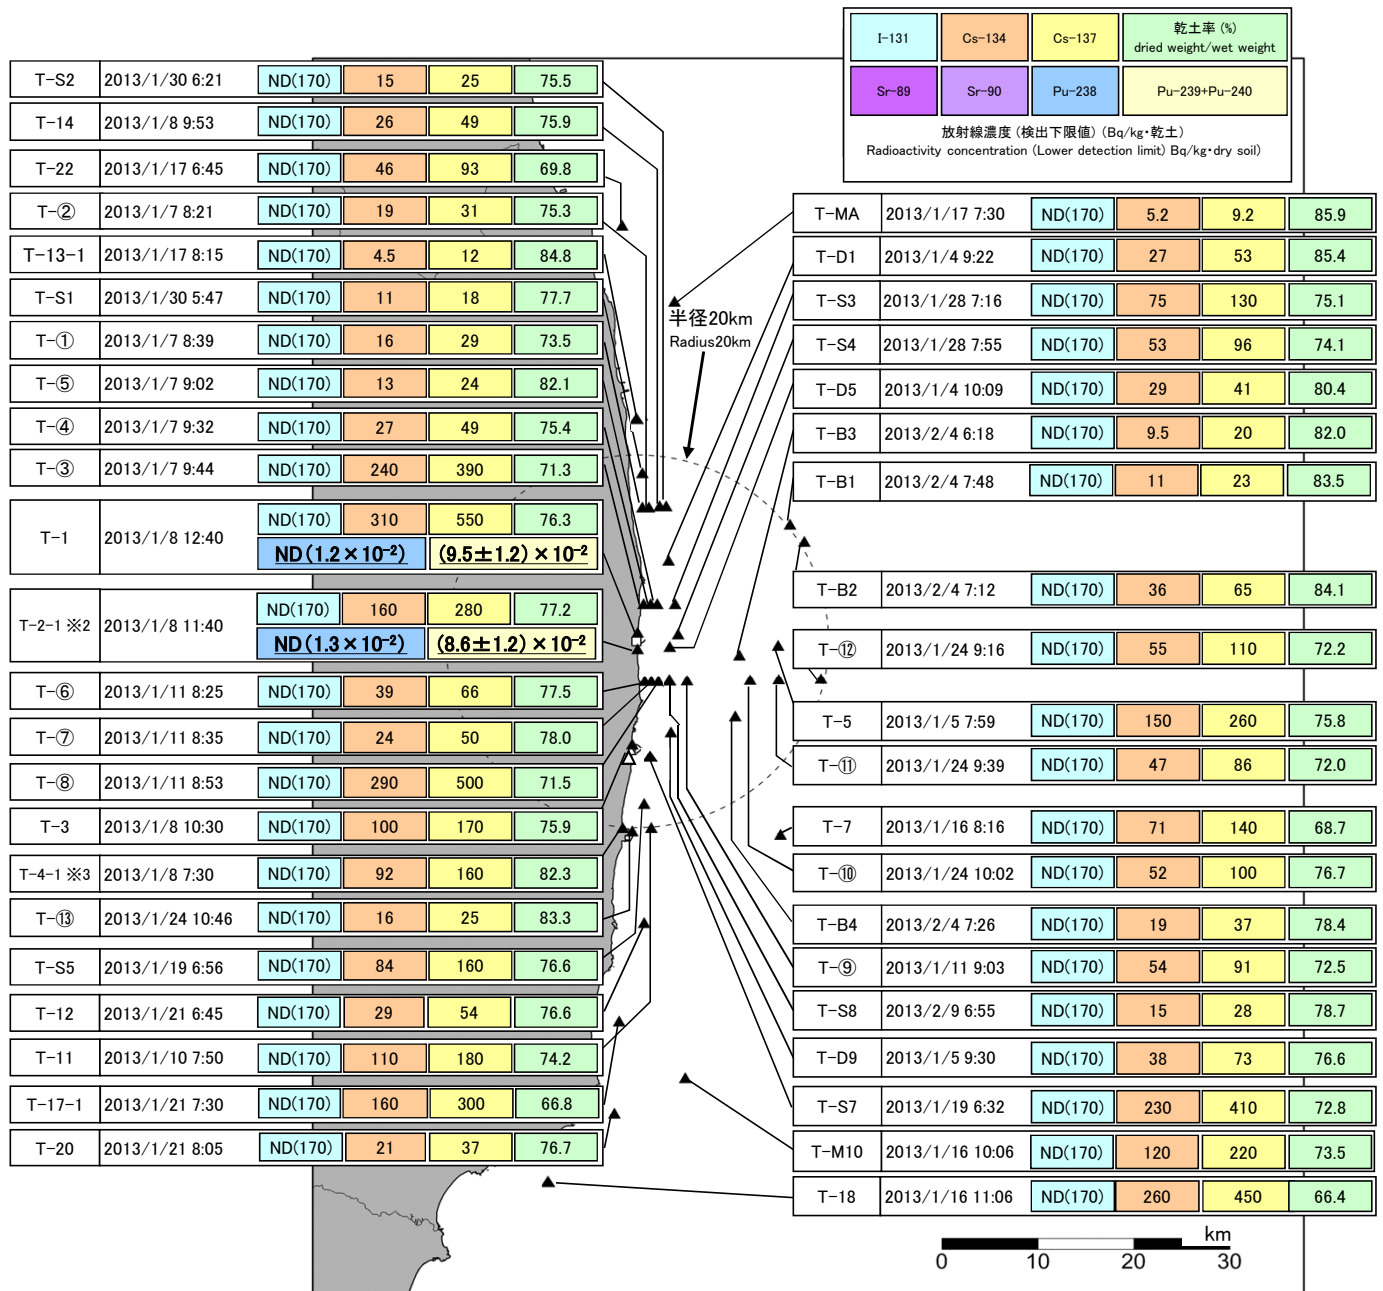 I-131 Cs-134 Cs-137 乾土率 (%)
dried weight/wet weight
Sr-89 Sr-90 Pu-238 Pu-239+Pu-240
放射線濃度 (検出下限値) (Bq/kg・乾土)
Radioactivity concentration (Lower detection limit) Bq/kg・dry soil)
T-S2 2013/1/30 6:21 ND(170) 15 25 75.5
T-14 2013/1/8 9:53 ND(170) 26 49 75.9
T-22 2013/1/17 6:45 ND(170) 46 93 69.8
T-② 2013/1/7 8:21 ND(170) 19 31 75.3
T-13-1 2013/1/17 8:15 ND(170) 4.5 12 84.8
T-S1 2013/1/30 5:47 ND(170) 11 18 77.7
T-① 2013/1/7 8:39 ND(170) 16 29 73.5
T-⑤ 2013/1/7 9:02 ND(170) 13 24 82.1
T-④ 2013/1/7 9:32 ND(170) 27 49 75.4
T-③ 2013/1/7 9:44 ND(170) 240 390 71.3
T-1 2013/1/8 12:40 ND(170) 310 550 76.3
ND(1.2×10⁻²) (9.5±1.2)×10⁻²
T-2-1 ※2 2013/1/8 11:40 ND(170) 160 280 77.2
ND(1.3×10⁻²) (8.6±1.2)×10⁻²
T-⑥ 2013/1/11 8:25 ND(170) 39 66 77.5
T-⑦ 2013/1/11 8:35 ND(170) 24 50 78.0
T-⑧ 2013/1/11 8:53 ND(170) 290 500 71.5
T-3 2013/1/8 10:30 ND(170) 100 170 75.9
T-4-1 ※3 2013/1/8 7:30 ND(170) 92 160 82.3
T-⑬ 2013/1/24 10:46 ND(170) 16 25 83.3
T-S5 2013/1/19 6:56 ND(170) 84 160 76.6
T-12 2013/1/21 6:45 ND(170) 29 54 76.6
T-11 2013/1/10 7:50 ND(170) 110 180 74.2
T-17-1 2013/1/21 7:30 ND(170) 160 300 66.8
T-20 2013/1/21 8:05 ND(170) 21 37 76.7
半径20km
Radius20km
T-MA 2013/1/17 7:30 ND(170) 5.2 9.2 85.9
T-D1 2013/1/4 9:22 ND(170) 27 53 85.4
T-S3 2013/1/28 7:16 ND(170) 75 130 75.1
T-S4 2013/1/28 7:55 ND(170) 53 96 74.1
T-D5 2013/1/4 10:09 ND(170) 29 41 80.4
T-B3 2013/2/4 6:18 ND(170) 9.5 20 82.0
T-B1 2013/2/4 7:48 ND(170) 11 23 83.5
T-B2 2013/2/4 7:12 ND(170) 36 65 84.1
T-⑫ 2013/1/24 9:16 ND(170) 55 110 72.2
T-5 2013/1/5 7:59 ND(170) 150 260 75.8
T-⑪ 2013/1/24 9:39 ND(170) 47 86 72.0
T-7 2013/1/16 8:16 ND(170) 71 140 68.7
T-⑩ 2013/1/24 10:02 ND(170) 52 100 76.7
T-B4 2013/2/4 7:26 ND(170) 19 37 78.4
T-⑨ 2013/1/11 9:03 ND(170) 54 91 72.5
T-S8 2013/2/9 6:55 ND(170) 15 28 78.7
T-D9 2013/1/5 9:30 ND(170) 38 73 76.6
T-S7 2013/1/19 6:32 ND(170) 230 410 72.8
T-M10 2013/1/16 10:06 ND(170) 120 220 73.5
T-18 2013/1/16 11:06 ND(170) 260 450 66.4
km
0 10 20 30